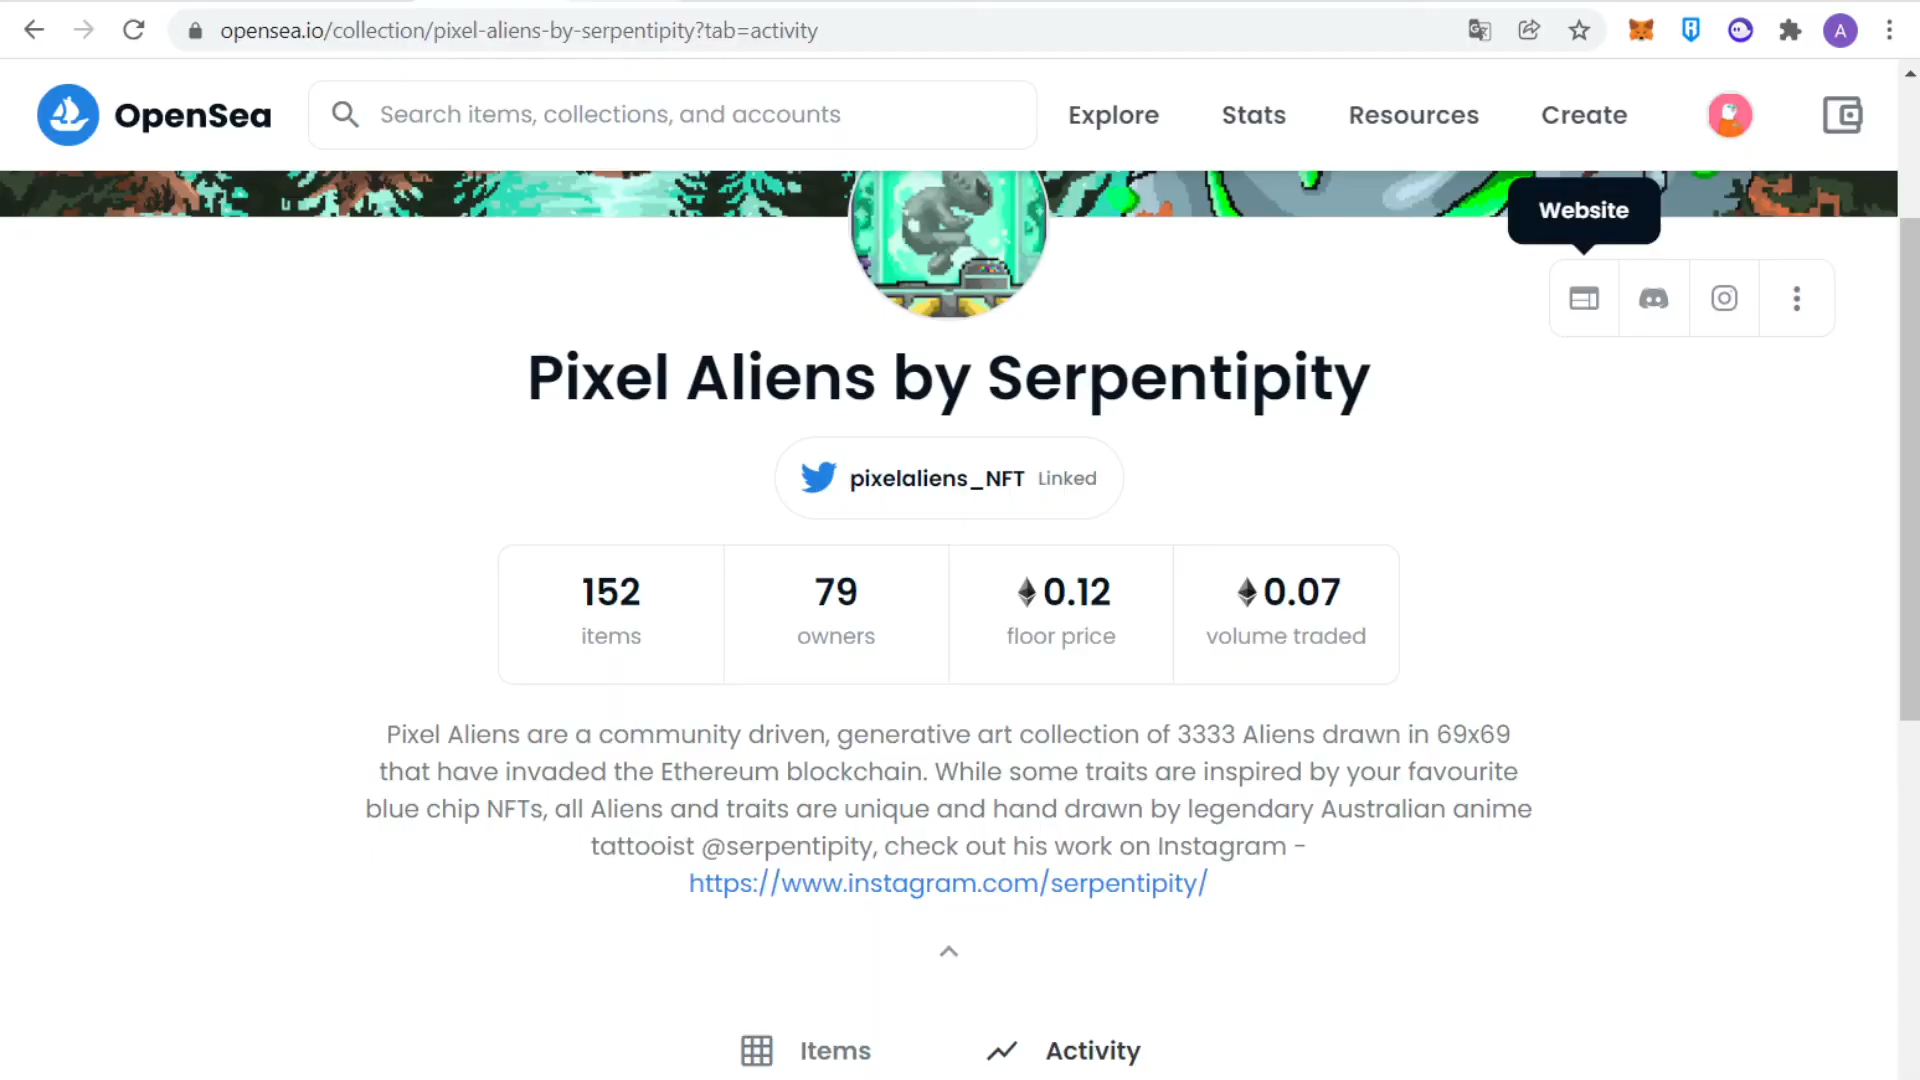 opensea.io/collection/pixel-aliens-by-serpentipity?tab=activity
A
OpenSea
Search items, collections, and accounts
Explore
Stats
Resources
Create
Website
Pixel Aliens by Serpentipity
pixelaliens_NFT Linked
152
items
79
owners
0.12
floor price
0.07
volume traded
Pixel Aliens are a community driven, generative art collection of 3333 Aliens drawn in 69x69
that have invaded the Ethereum blockchain. While some traits are inspired by your favourite
blue chip NFTs, all Aliens and traits are unique and hand drawn by legendary Australian anime
tattooist @serpentipity, check out his work on Instagram -
https://www.instagram.com/serpentipity/
Items
Activity